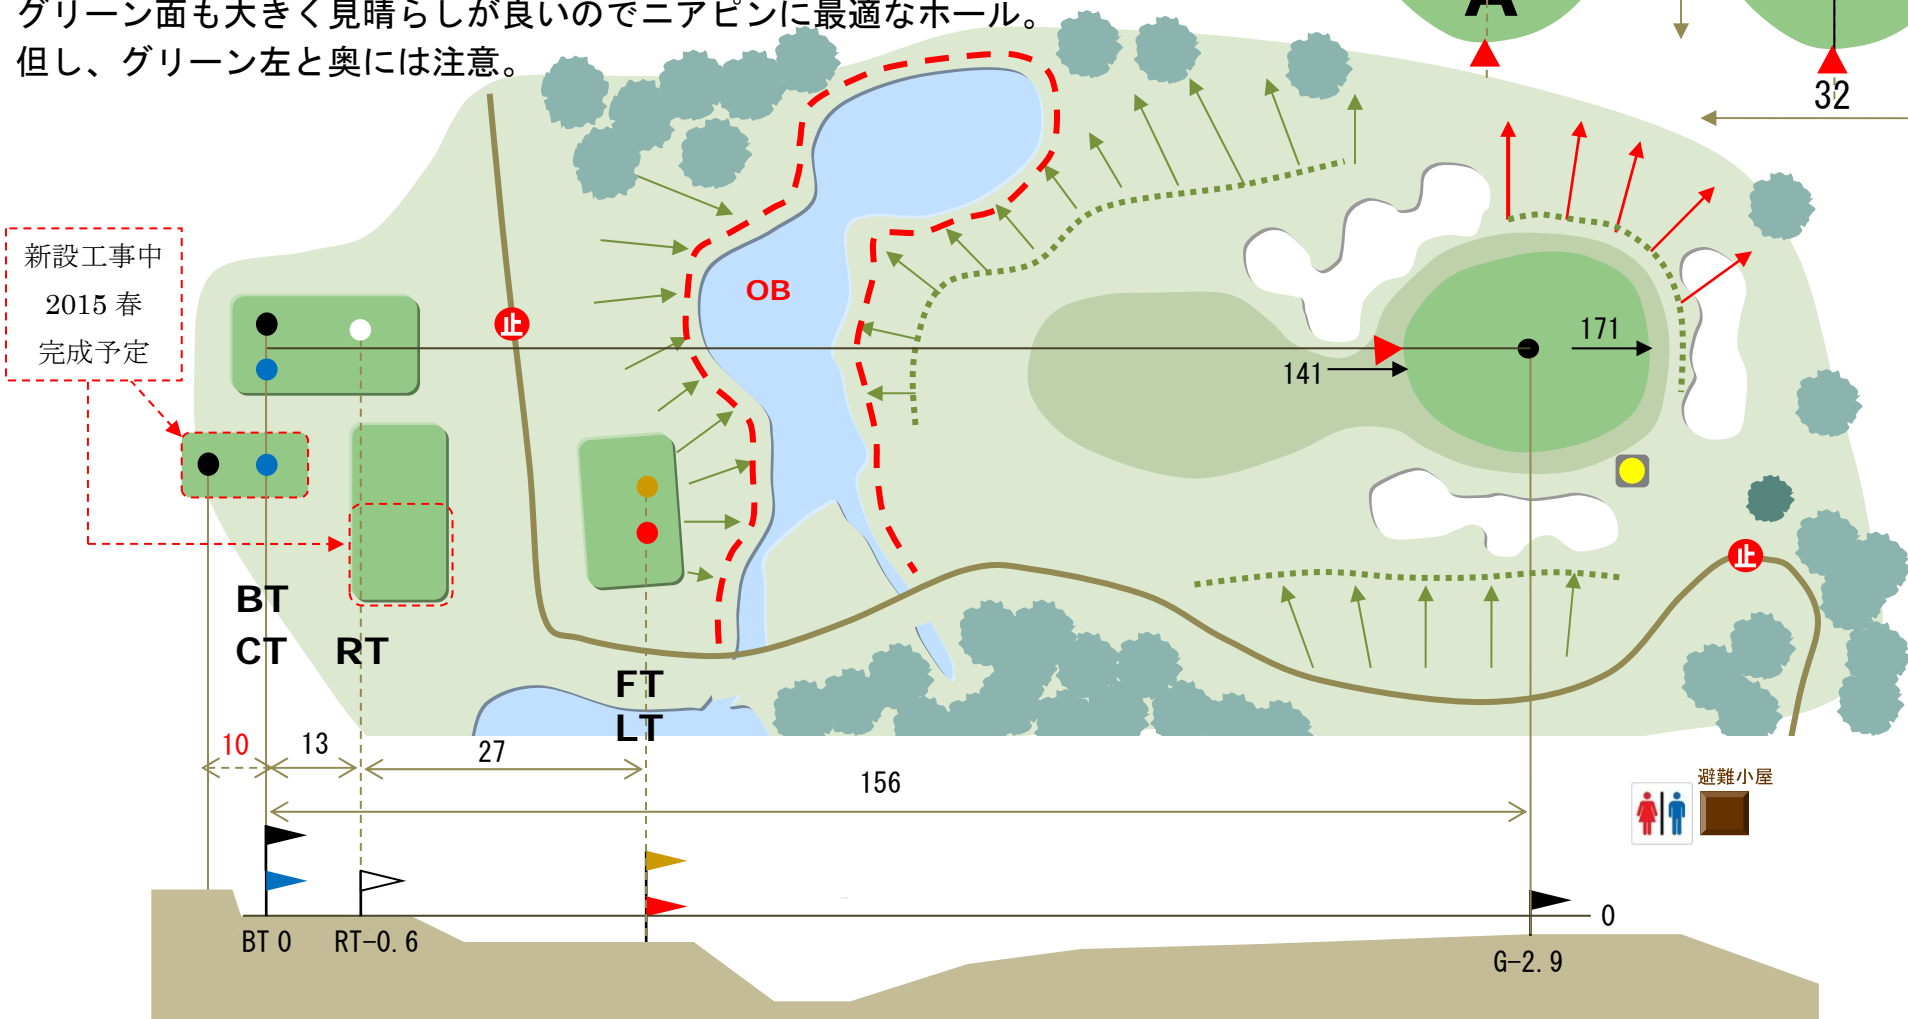 グリーン面も大きく見晴らしが良いのでニアピンに最適なホール。
但し、グリーン左と奥には注意。
A
32
新設工事中
2015 春
完成予定
止
OB
171
141
止
BT
CT
RT
FT
LT
10
13
27
156
避難小屋
0
BT 0
RT-0.6
G-2.9